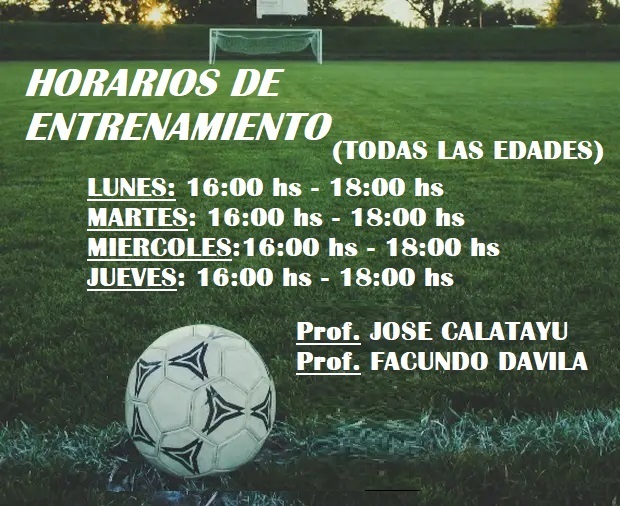 HORARIOS DE
ENTRENAMIENTO
(TODAS LAS EDADES)
LUNES: 16:00 hs - 18:00 hs
MARTES: 16:00 hs - 18:00 hs
MIERCOLES:16:00 hs - 18:00 hs
JUEVES: 16:00 hs - 18:00 hs
Prof. JOSE CALATAYU
Prof. FACUNDO DAVILA